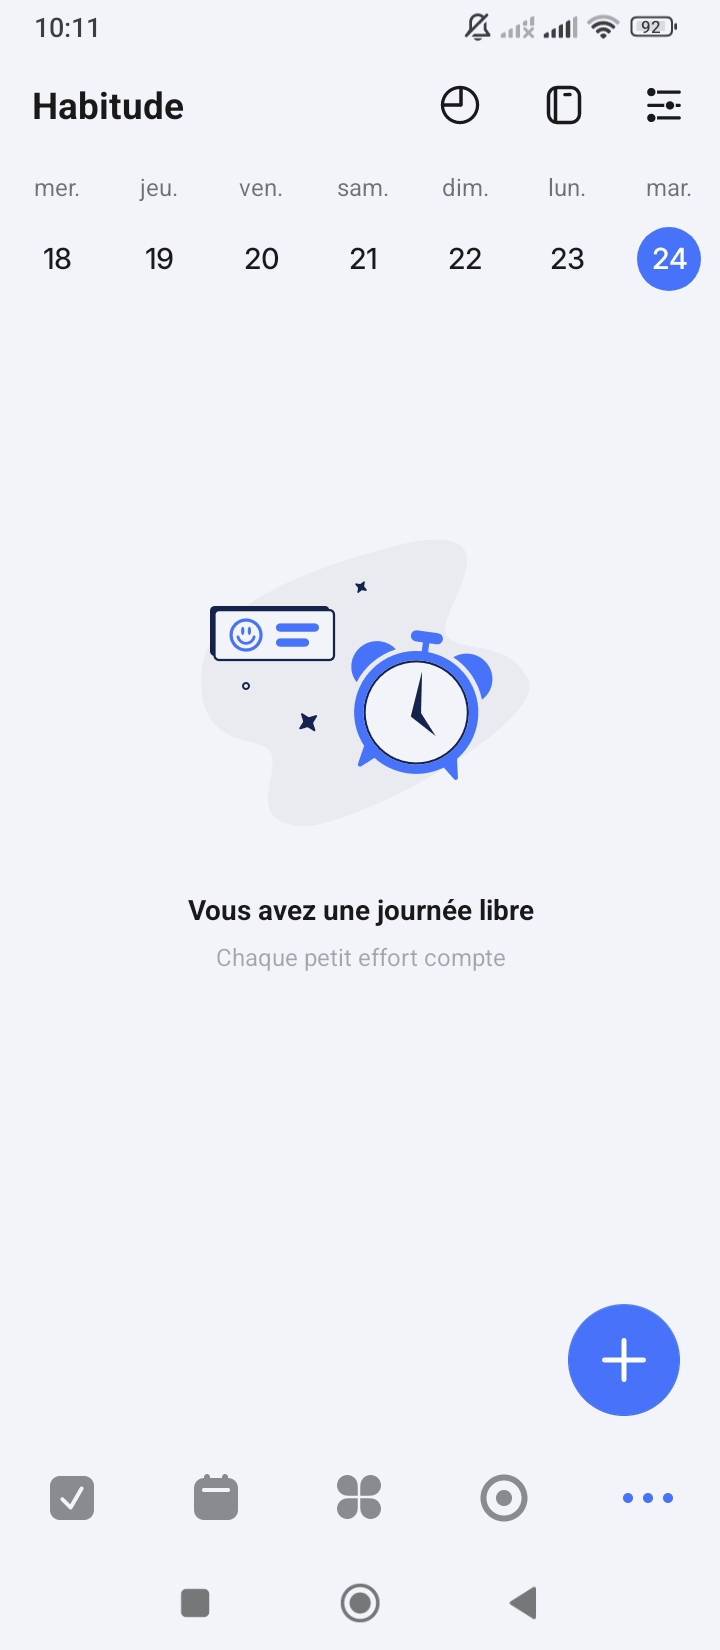 10:11
92
Habitude
mer. jeu. ven. sam. dim. lun. mar.
18 19 20 21 22 23 24
Vous avez une journée libre
Chaque petit effort compte